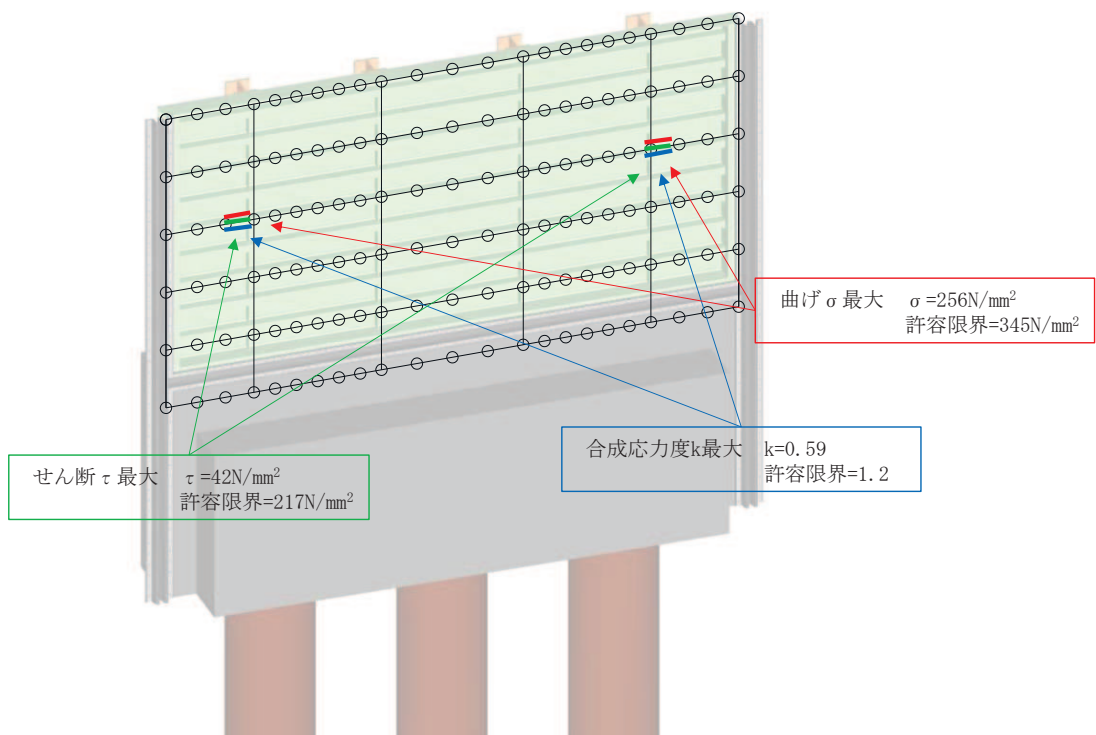 曲げσ最大 σ=256N/mm²
許容限界=345N/mm²
合成応力度k最大 k=0.59
許容限界=1.2
せん断τ最大 τ=42N/mm²
許容限界=217N/mm²